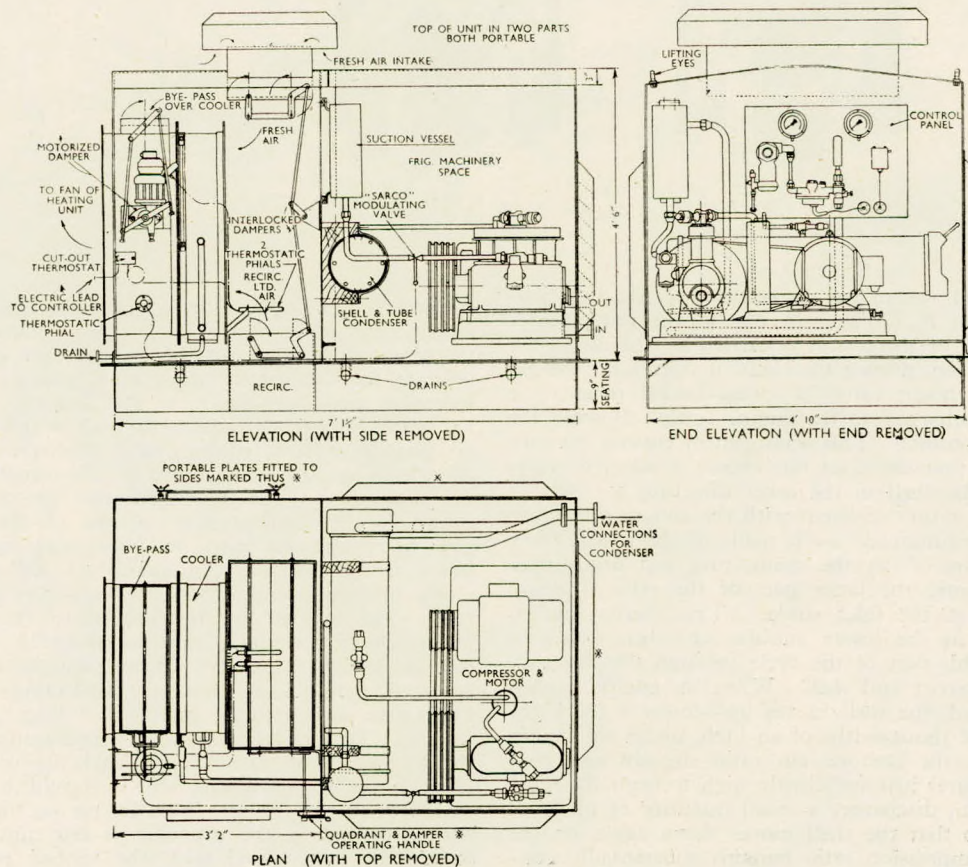 TOP OF UNIT IN TWO PARTS
BOTH PORTABLE
FRESH AIR INTAKE
BYE-PASS
OVER COOLER
FRESH
AIR
MOTORIZED
DAMPER
SUCTION VESSEL
FRIG. MACHINERY
SPACE
TO FAN OF
HEATING
UNIT
"SARCO"
MODULATING
VALVE
INTERLOCKED
DAMPERS
2
THERMOSTATIC
PHIALS
CUT-OUT
THERMOSTAT
RECIRC.
LTD.
AIR
ELECTRIC LEAD
TO CONTROLLER
THERMOSTATIC
PHIAL
SHELL & TUBE
CONDENSER
OUT
IN
DRAIN
RECIRC.
DRAINS
4' 6"
9"
SEATING
7' 1½"
ELEVATION (WITH SIDE REMOVED)
LIFTING
EYES
CONTROL
PANEL
4' 10"
END ELEVATION (WITH END REMOVED)
PORTABLE PLATES FITTED TO
SIDES MARKED THUS ※
※
BYE-PASS
COOLER
WATER
CONNECTIONS
FOR
CONDENSER
※
COMPRESSOR &
MOTOR
3' 2"
QUADRANT & DAMPER ※
OPERATING HANDLE
PLAN (WITH TOP REMOVED)